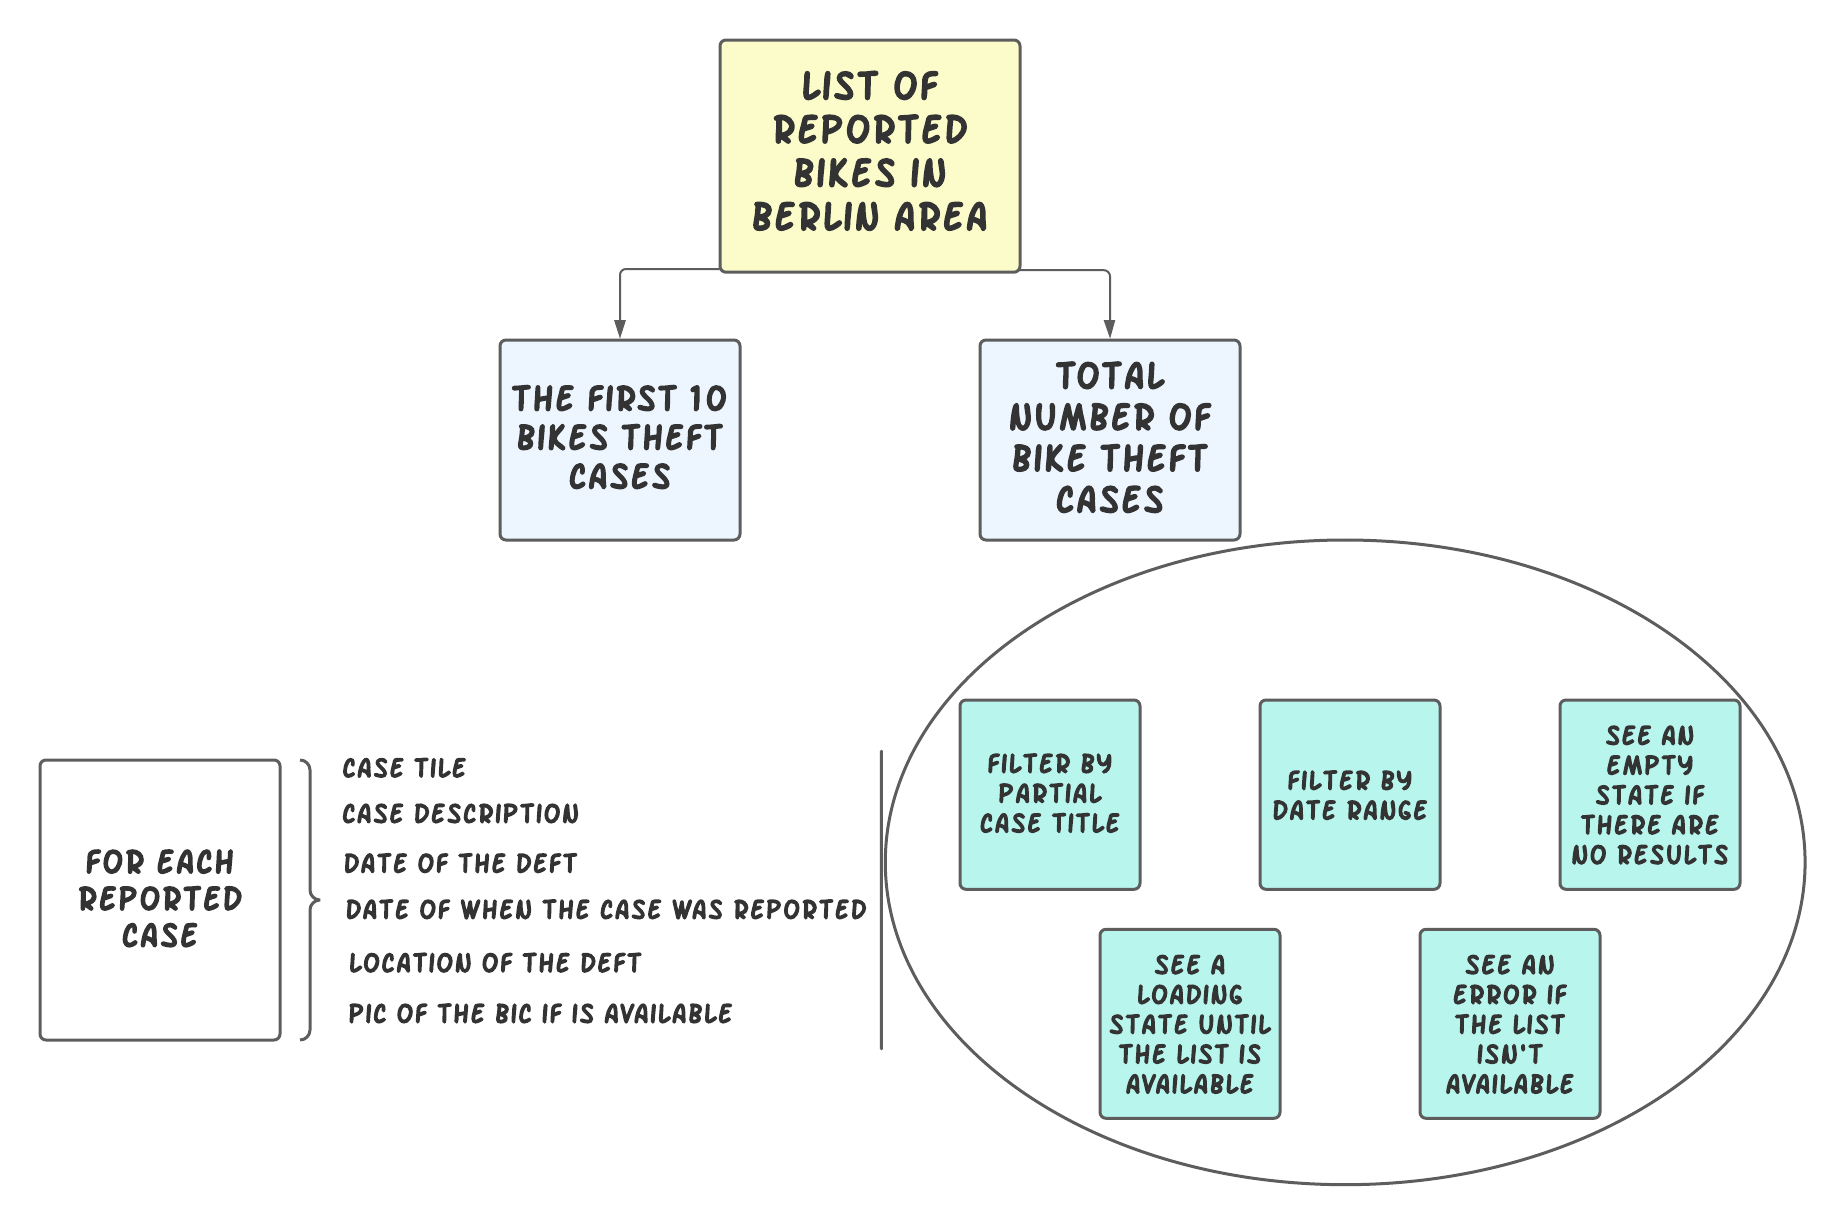 LIST OF
REPORTED
BIKES IN
BERLIN AREA
THE FIRST 10
BIKES THEFT
CASES
TOTAL
NUMBER OF
BIKE THEFT
CASES
FOR EACH
REPORTED
CASE
CASE TILE
CASE DESCRIPTION
DATE OF THE DEFT
DATE OF WHEN THE CASE WAS REPORTED
LOCATION OF THE DEFT
PIC OF THE BIC IF IS AVAILABLE
FILTER BY
PARTIAL
CASE TITLE
FILTER BY
DATE RANGE
SEE AN
EMPTY
STATE IF
THERE ARE
NO RESULTS
SEE A
LOADING
STATE UNTIL
THE LIST IS
AVAILABLE
SEE AN
ERROR IF
THE LIST
ISN'T
AVAILABLE